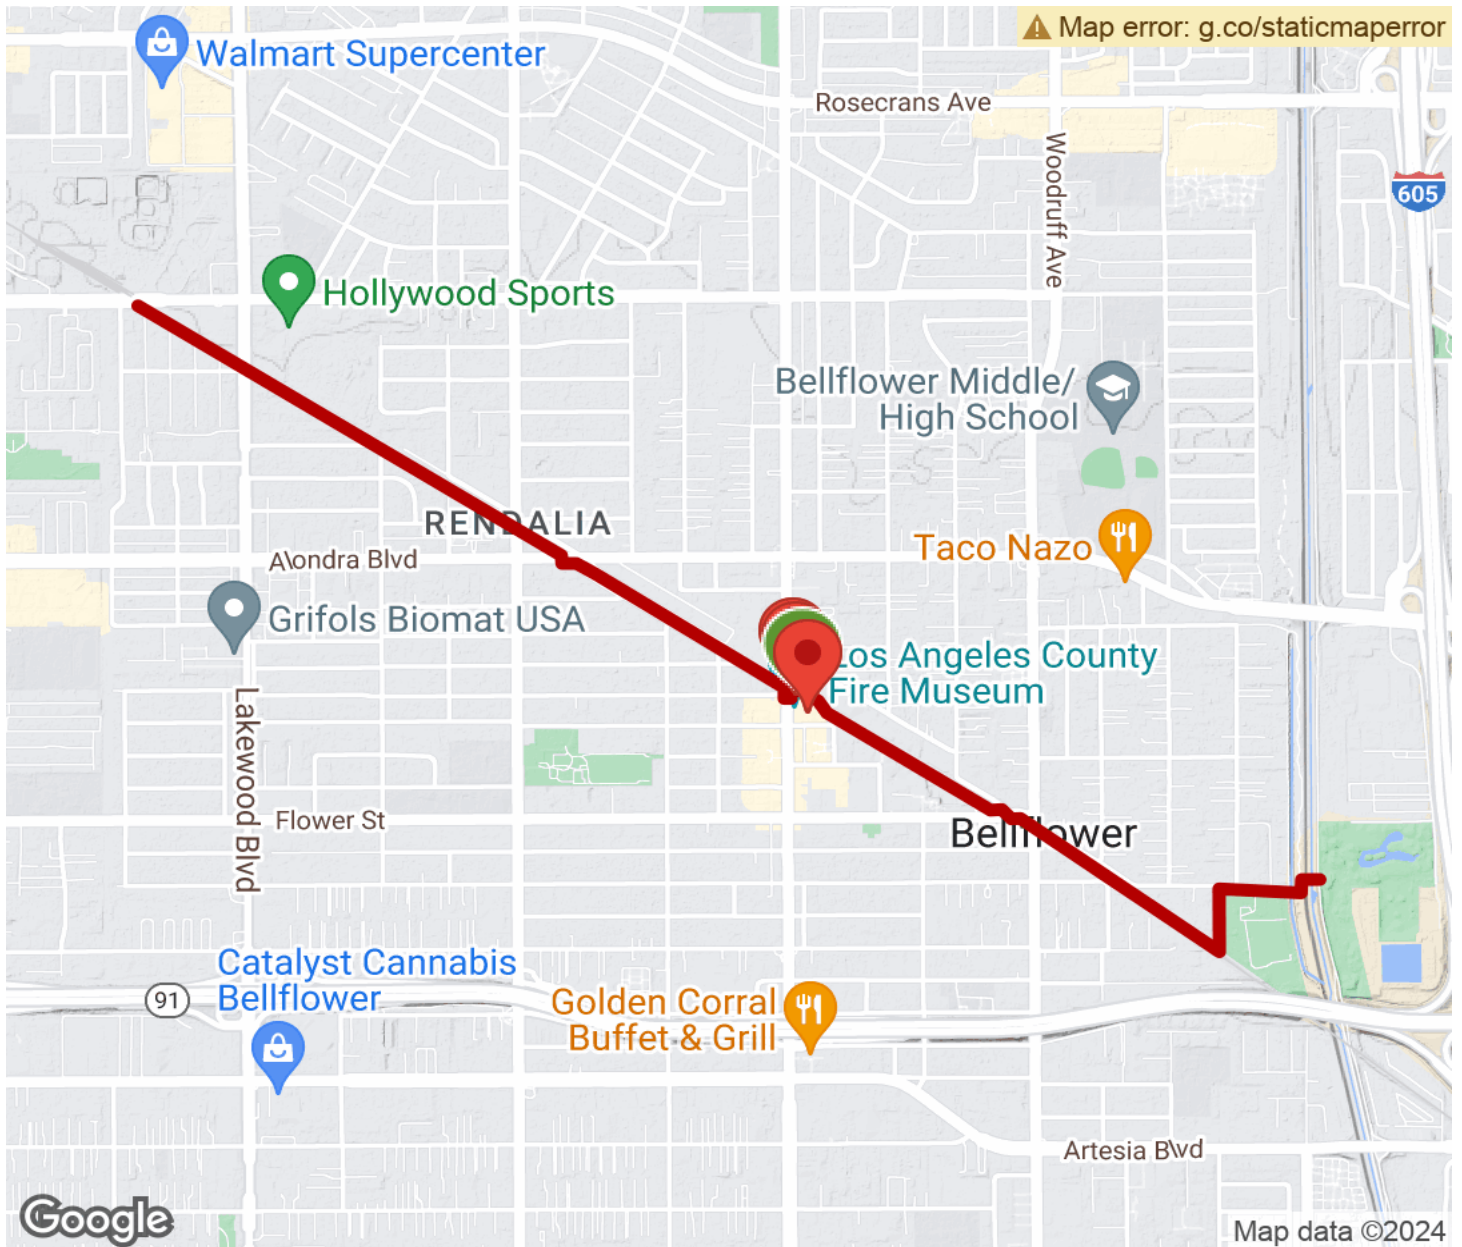 Map error: g.co/staticmaperror
Walmart Supercenter
Rosecrans Ave
Woodruff Ave
605
Hollywood Sports
Bellflower Middle/
High School
RENDALIA
Taco Nazo
A\ondra Blvd
Grifols Biomat USA
Los Angeles County
Fire Museum
Lakewood Blvd
Flower St
Bellflower
Catalyst Cannabis
Bellflower
91
Golden Corral
Buffet & Grill
Artesia B\vd
Google
Map data ©2024